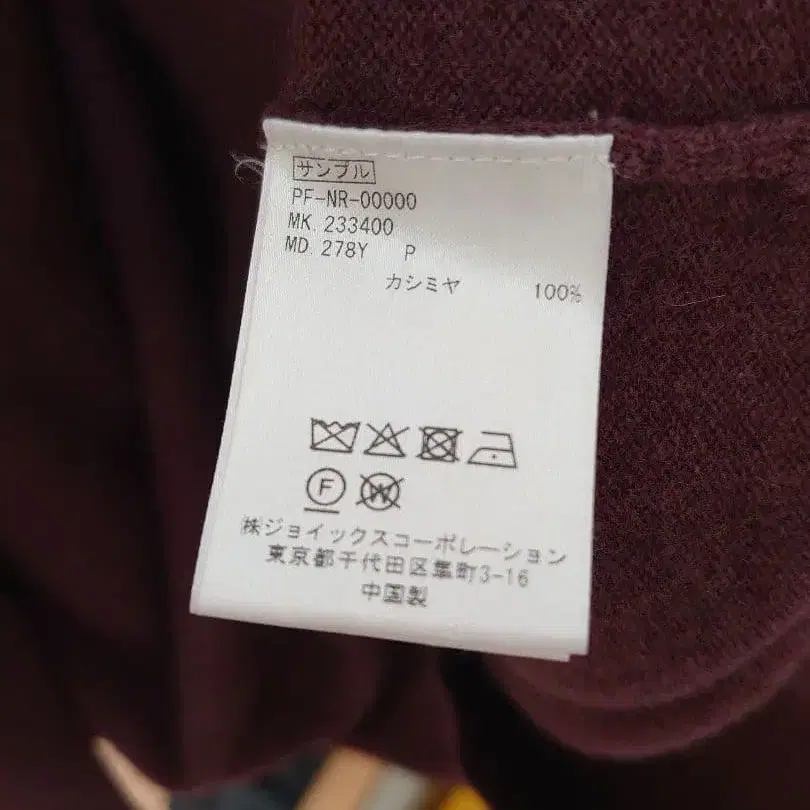 サンプル
PF-NR-00000
MK. 233400
MD. 278Y P
カシミヤ 100%
F
W
㈱ジョイックスコーポレーション
東京都千代田区隼町3-16
中国製